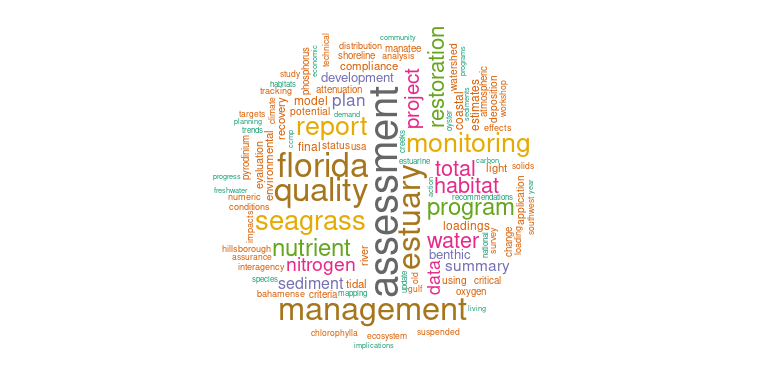 community
distribution
manatee
shoreline
analysis
compliance
technical
economic
phosphorus
development
study
habitats
tracking
attenuation
model
plan
potential
demand
targets
planning
trends
climate
recovery
ccmp
report
final
status
usa
pyrodinium
evaluation
environmental
florida
progress
freshwater
quality
numeric
conditions
seagrass
impacts
hillsborough
assurance
nutrient
river
interagency
nitrogen
species
sediment
tidal
bahamense
criteria
mapping
management
chlorophylla
ecosystem
suspended
implications
assessment
project
restoration
watershed
programs
coastal
oyster
sediments
estimates
atmospheric
deposition
workshop
effects
creeks
monitoring
estuarine
carbon
total
light
solids
action
habitat
recommendations
estuary
program
application
year
southwest
loadings
water
national
survey
change
loading
benthic
data
summary
update
old
gulf
using
critical
oxygen
living